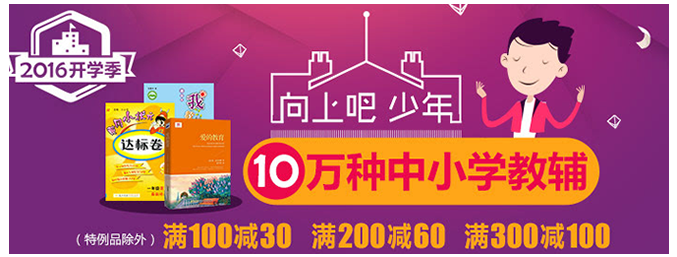 2016开学季
向上吧 少年
10万种中小学教辅
我
达标卷
爱的教育
(特例品除外) 满100减30 满200减60 满300减100